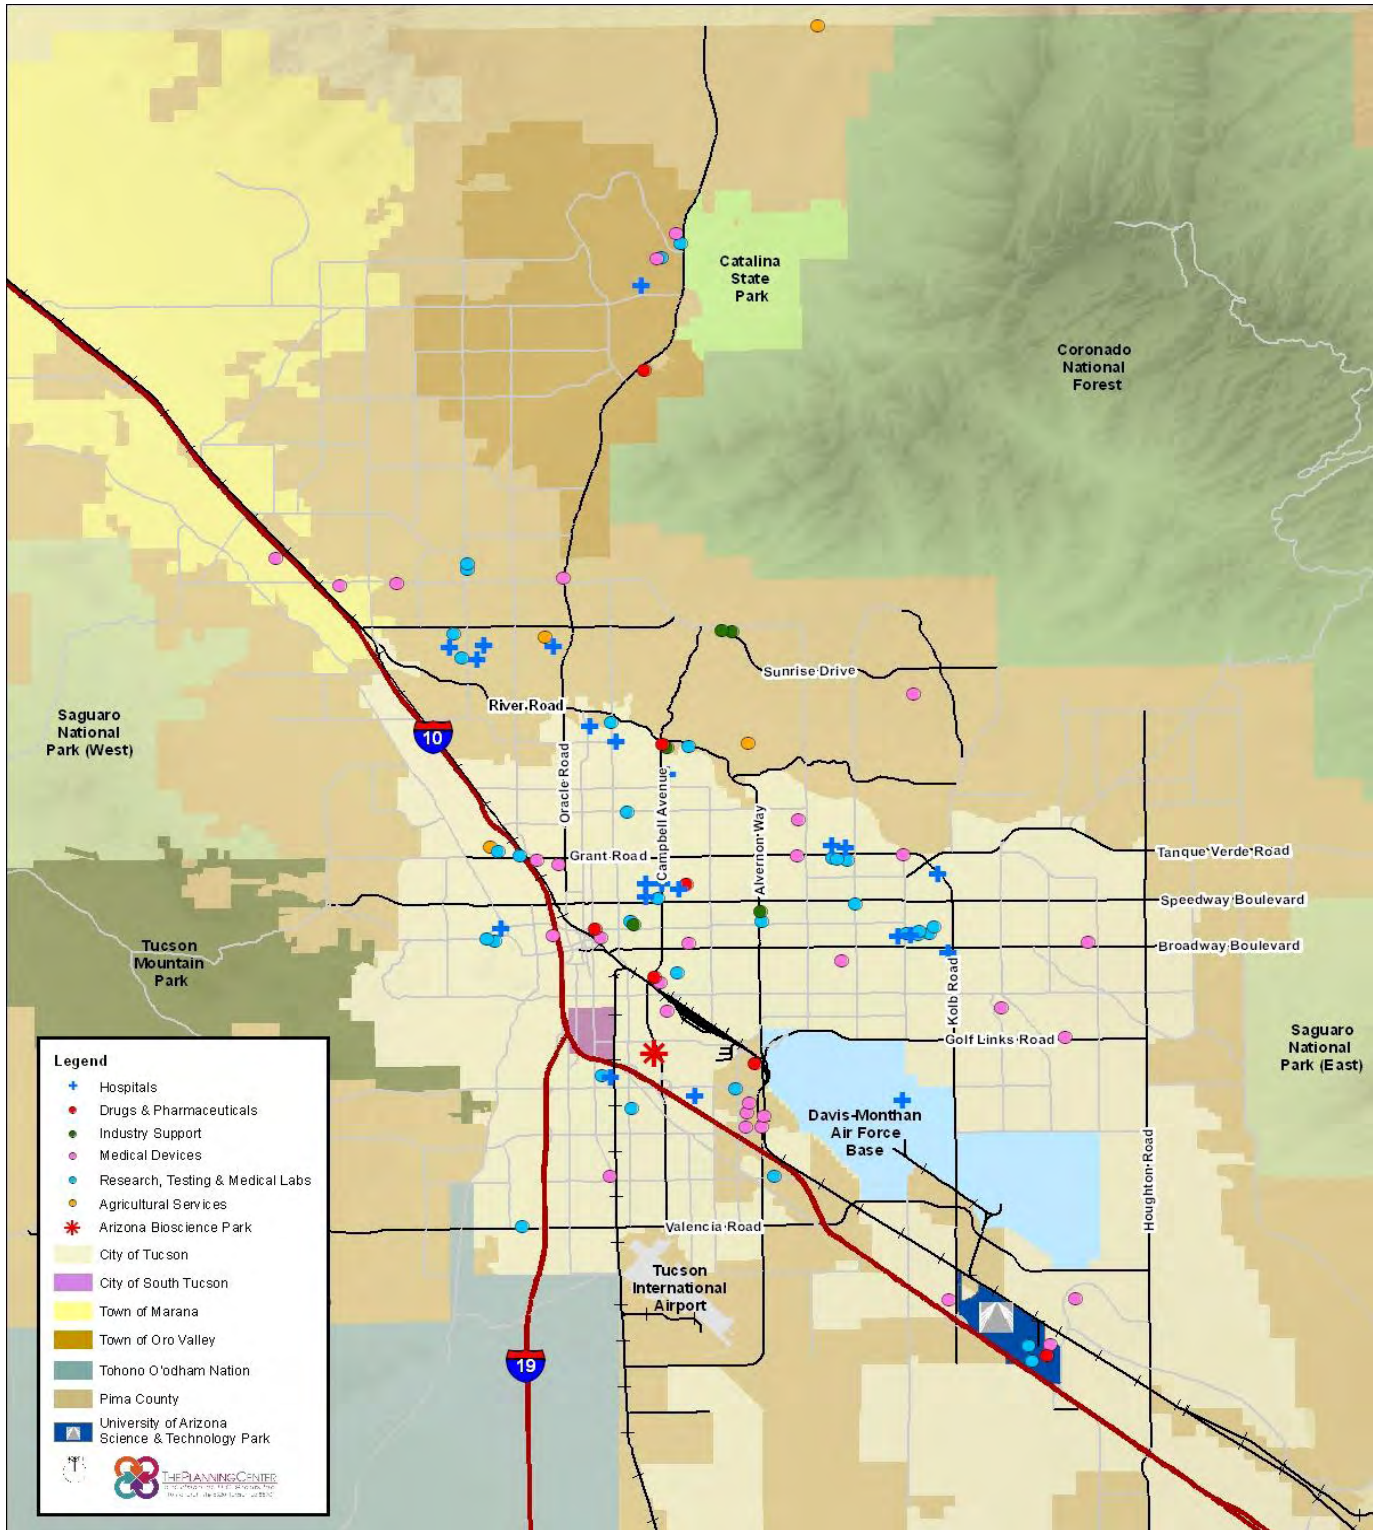 Catalina
State
Park
Coronado
National
Forest
Sunrise Drive
River Road
Saguaro
National
Park (West)
10
Oracle Road
Campbell Avenue
Alvernon Way
Grant Road
Tanque Verde Road
Speedway Boulevard
Broadway Boulevard
Tucson
Mountain
Park
Kolb Road
Golf Links Road
Saguaro
National
Park (East)
Davis-Monthan
Air Force
Base
Houghton Road
Valencia Road
Tucson
International
Airport
19
Legend
Hospitals
Drugs & Pharmaceuticals
Industry Support
Medical Devices
Research, Testing & Medical Labs
Agricultural Services
Arizona Bioscience Park
City of Tucson
City of South Tucson
Town of Marana
Town of Oro Valley
Tohono O'odham Nation
Pima County
University of Arizona
Science & Technology Park
THE PLANNING CENTER